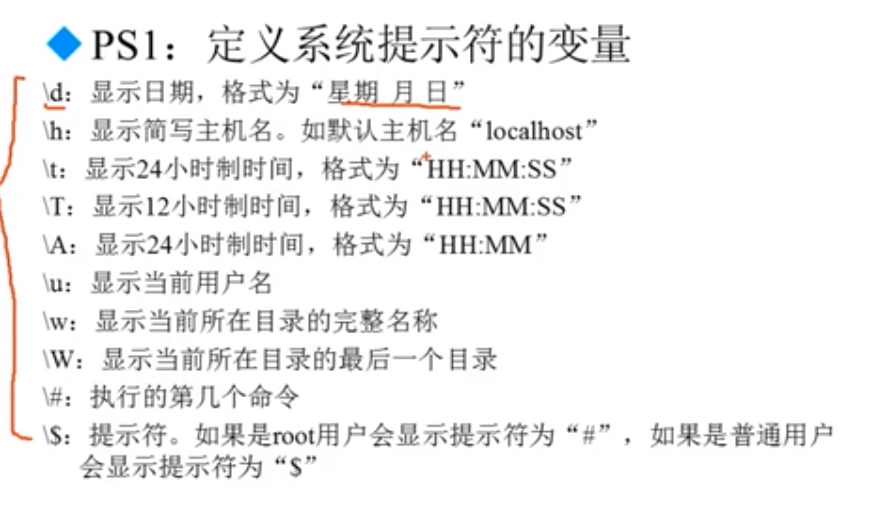 PS1：定义系统提示符的变量
\d：显示日期，格式为“星期 月 日”
\h：显示简写主机名。如默认主机名“localhost”
\t：显示24小时制时间，格式为“HH:MM:SS”
\T：显示12小时制时间，格式为“HH:MM:SS”
\A：显示24小时制时间，格式为“HH:MM”
\u：显示当前用户名
\w：显示当前所在目录的完整名称
\W：显示当前所在目录的最后一个目录
\#：执行的第几个命令
\$：提示符。如果是root用户会显示提示符为“#”，如果是普通用户
会显示提示符为“$”